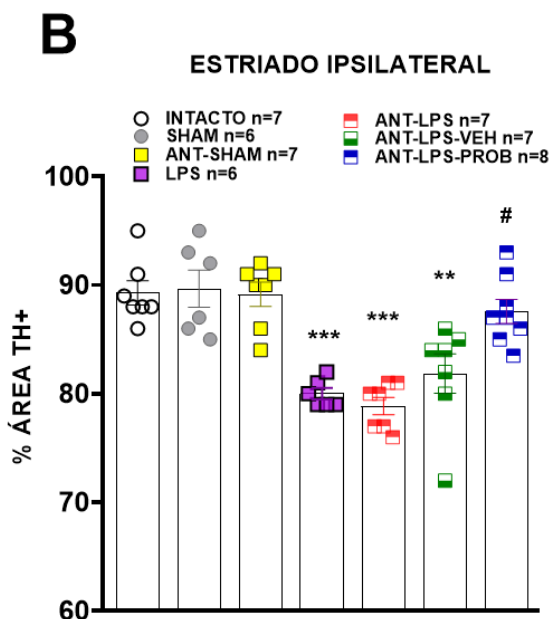 B
ESTRIADO IPSILATERAL
INTACTO n=7
SHAM n=6
ANT-SHAM n=7
LPS n=6
ANT-LPS n=7
ANT-LPS-VEH n=7
ANT-LPS-PROB n=8
% ÁREA TH+
100
90
80
70
60
***
***
**
#